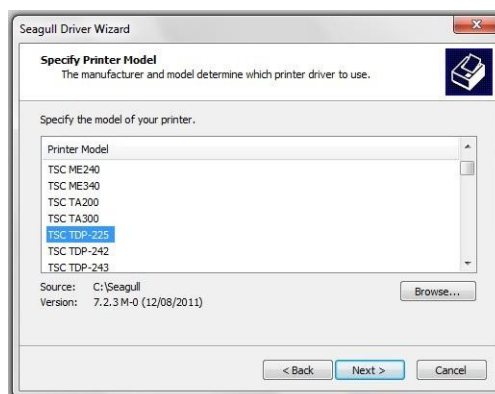 Seagull Driver Wizard
Specify Printer Model
The manufacturer and model determine which printer driver to use.
Specify the model of your printer.
Printer Model
TSC ME240
TSC ME340
TSC TA200
TSC TA300
TSC TDP-225
TSC TDP-242
TSC TDP-243
Source: C:\Seagull
Browse...
Version: 7.2.3 M-0 (12/08/2011)
< Back Next > Cancel